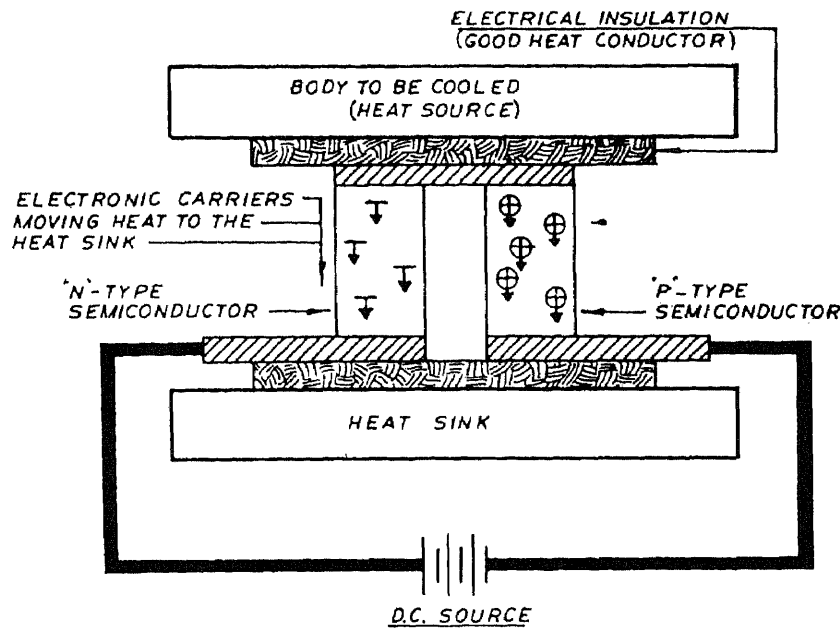 ELECTRICAL INSULATION
(GOOD HEAT CONDUCTOR)
BODY TO BE COOLED
(HEAT SOURCE)
ELECTRONIC CARRIERS
MOVING HEAT TO THE
HEAT SINK
"N"-TYPE
SEMICONDUCTOR
"P"-TYPE
SEMICONDUCTOR
HEAT SINK
D.C. SOURCE